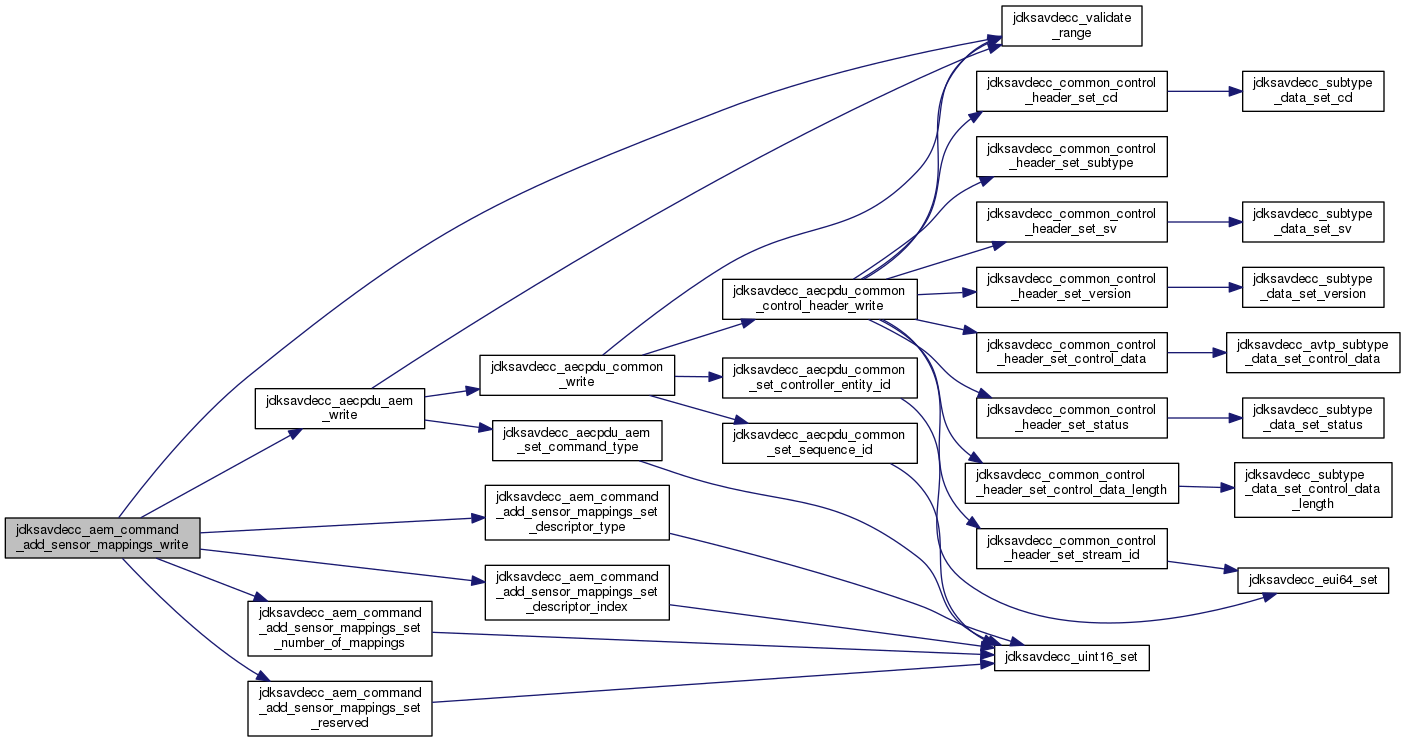 jdksavdecc_aem_command
_add_sensor_mappings_write
jdksavdecc_aecpdu_aem
_write
jdksavdecc_aem_command
_add_sensor_mappings_set
_number_of_mappings
jdksavdecc_aem_command
_add_sensor_mappings_set
_reserved
jdksavdecc_aecpdu_common
_write
jdksavdecc_aecpdu_aem
_set_command_type
jdksavdecc_aem_command
_add_sensor_mappings_set
_descriptor_type
jdksavdecc_aem_command
_add_sensor_mappings_set
_descriptor_index
jdksavdecc_aecpdu_common
_control_header_write
jdksavdecc_aecpdu_common
_set_controller_entity_id
jdksavdecc_aecpdu_common
_set_sequence_id
jdksavdecc_validate
_range
jdksavdecc_common_control
_header_set_cd
jdksavdecc_common_control
_header_set_subtype
jdksavdecc_common_control
_header_set_sv
jdksavdecc_common_control
_header_set_version
jdksavdecc_common_control
_header_set_control_data
jdksavdecc_common_control
_header_set_status
jdksavdecc_common_control
_header_set_control_data_length
jdksavdecc_common_control
_header_set_stream_id
jdksavdecc_uint16_set
jdksavdecc_subtype
_data_set_cd
jdksavdecc_subtype
_data_set_sv
jdksavdecc_subtype
_data_set_version
jdksavdecc_avtp_subtype
_data_set_control_data
jdksavdecc_subtype
_data_set_status
jdksavdecc_subtype
_data_set_control_data
_length
jdksavdecc_eui64_set